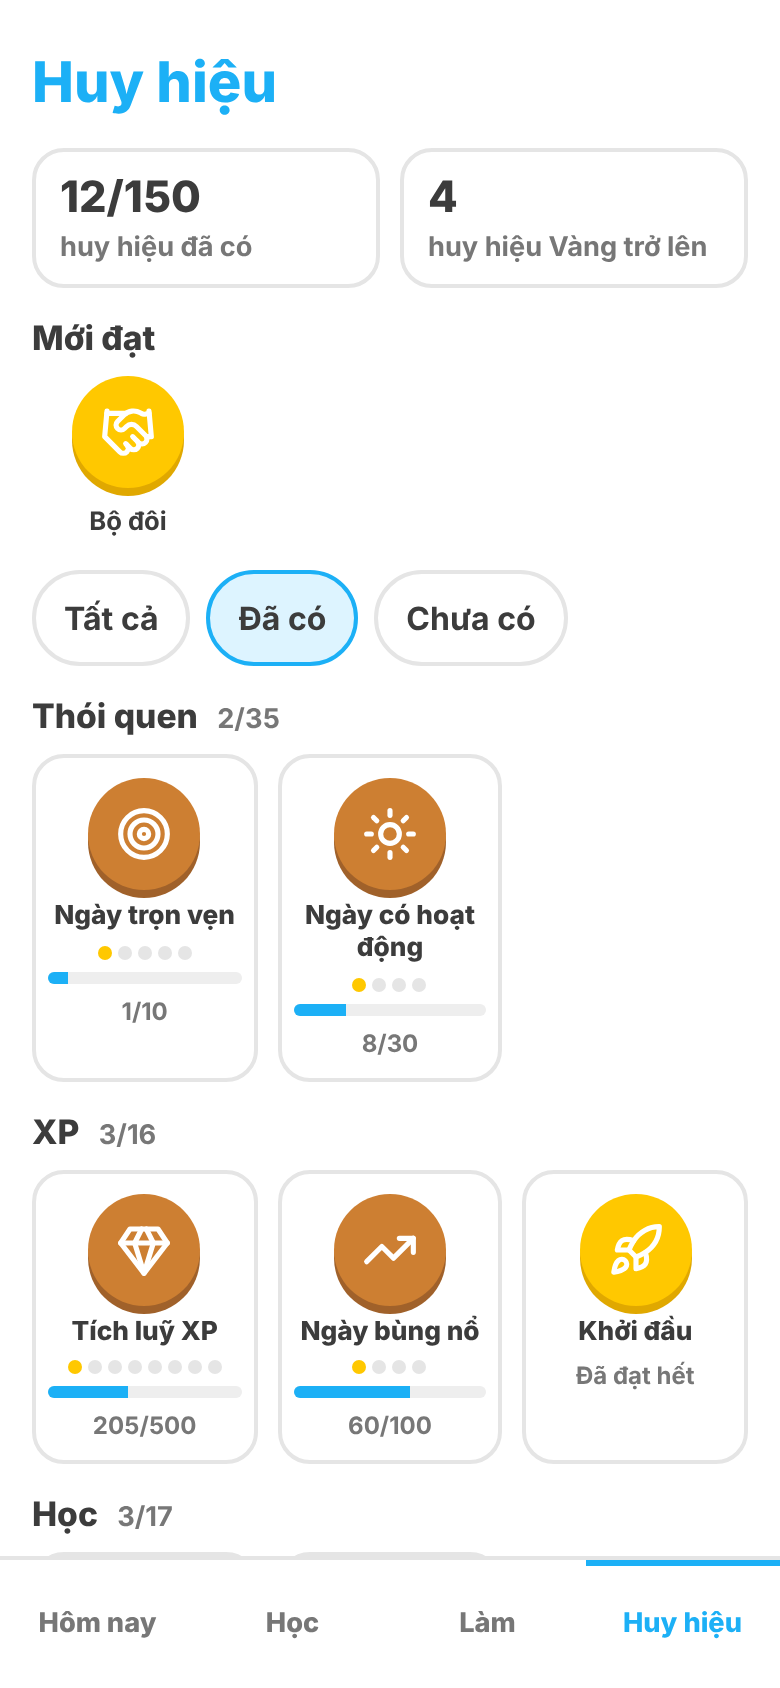 Huy hiệu
12/150
huy hiệu đã có
4
huy hiệu Vàng trở lên
Mới đạt
Bộ đôi
Tất cả
Đã có
Chưa có
Thói quen 2/35
Ngày trọn vẹn
1/10
Ngày có hoạt
động
8/30
XP 3/16
Tích luỹ XP
205/500
Ngày bùng nổ
60/100
Khởi đầu
Đã đạt hết
Học 3/17
Hôm nay
Học
Làm
Huy hiệu